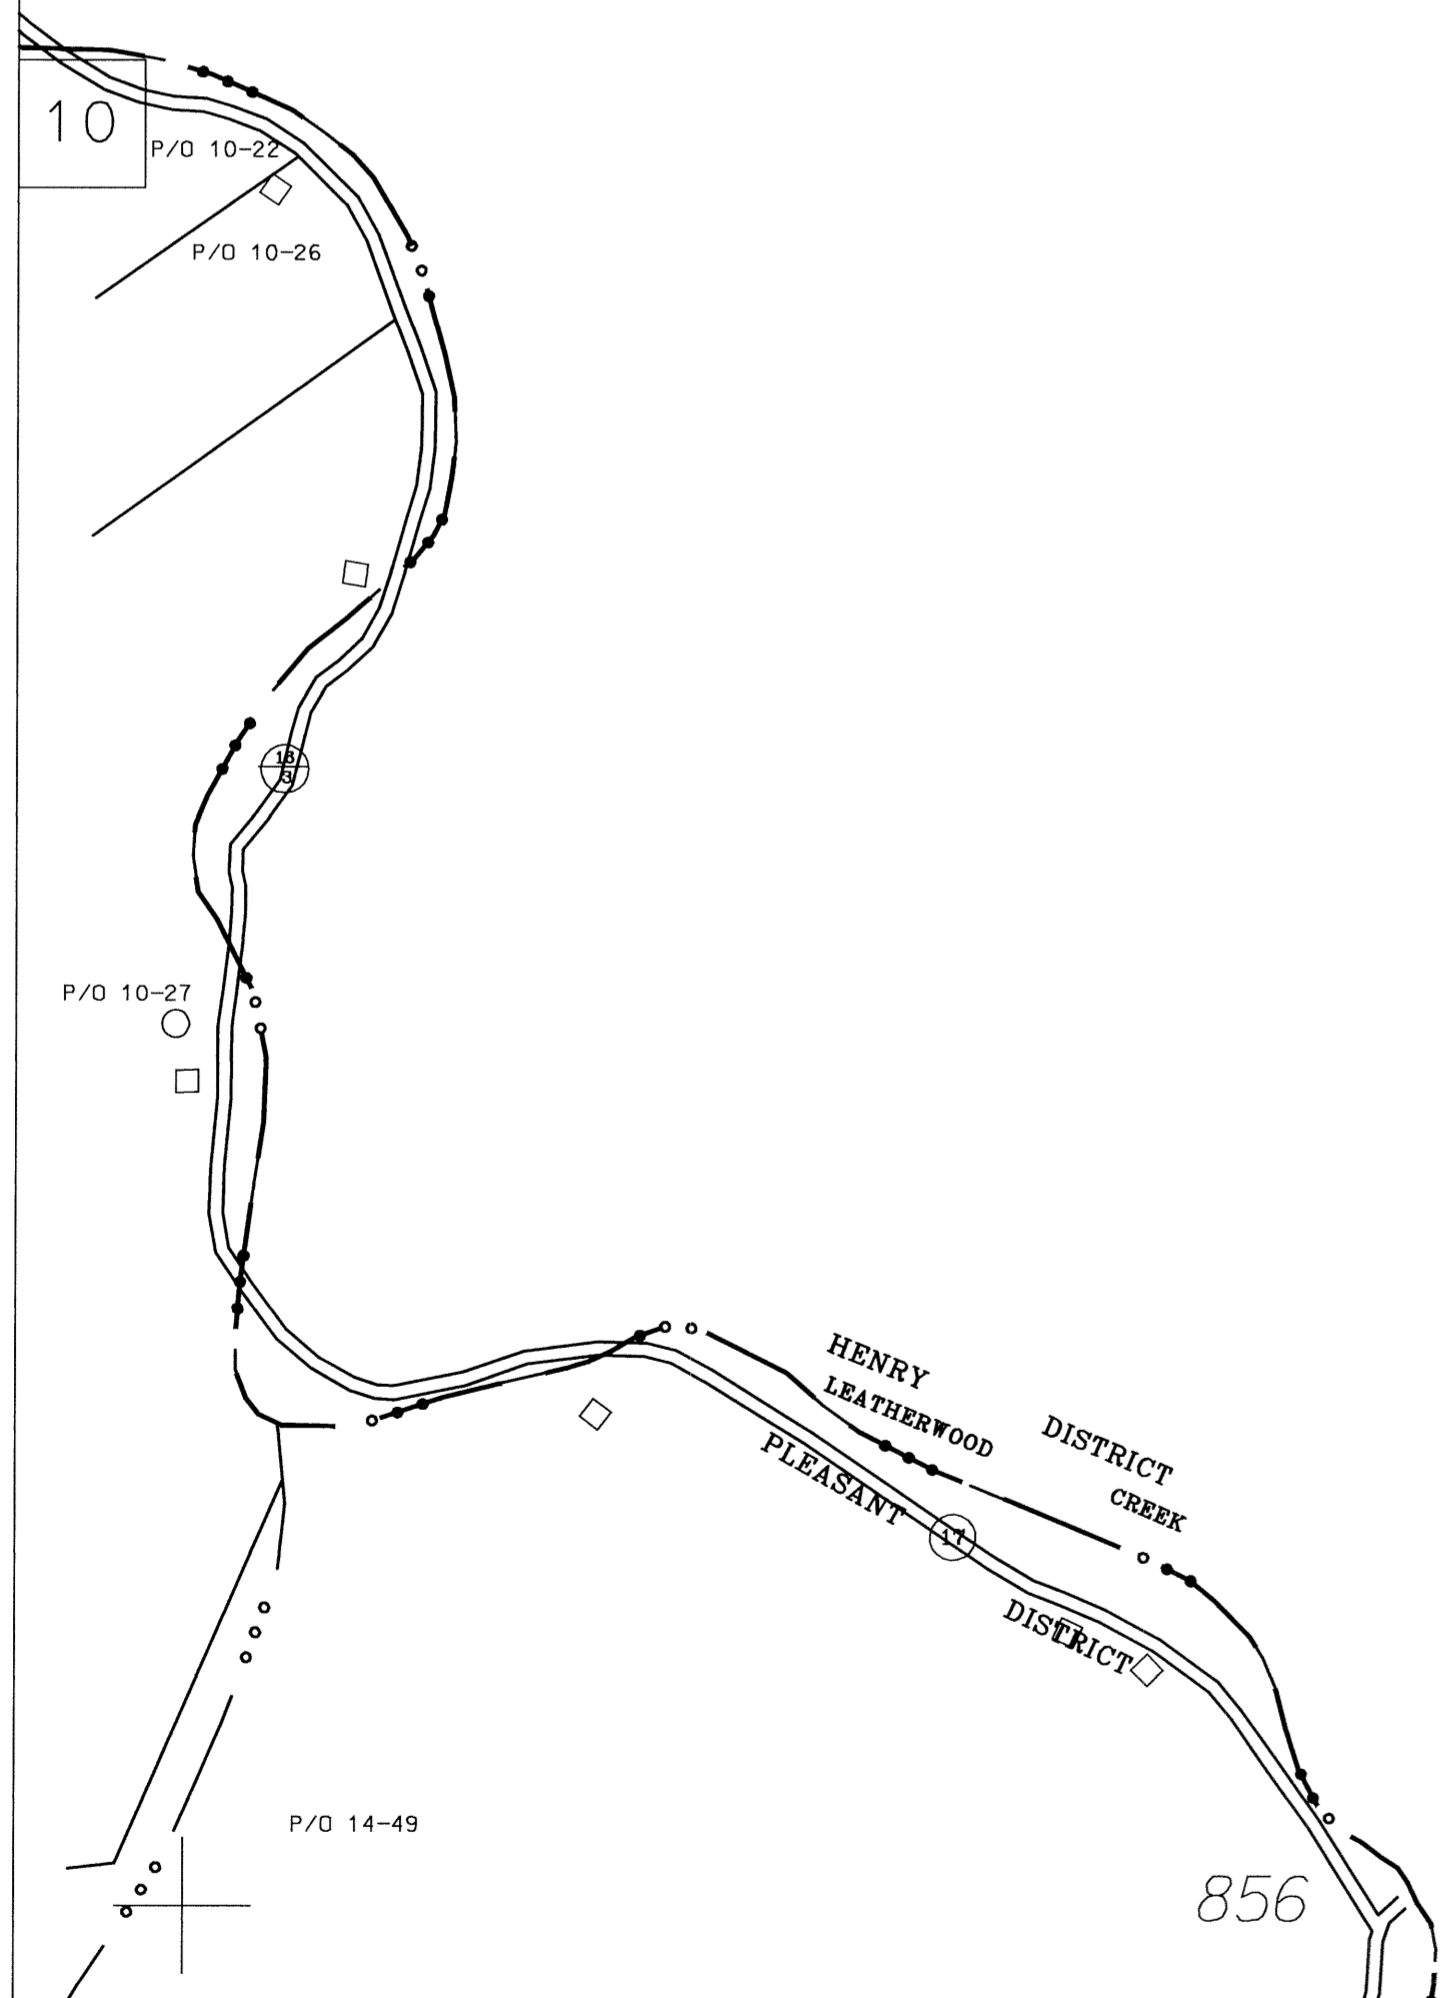 10
P/O 10-22
P/O 10-26
18
3
P/O 10-27
HENRY DISTRICT
LEATHERWOOD CREEK
PLEASANT DISTRICT
17
P/O 14-49
856